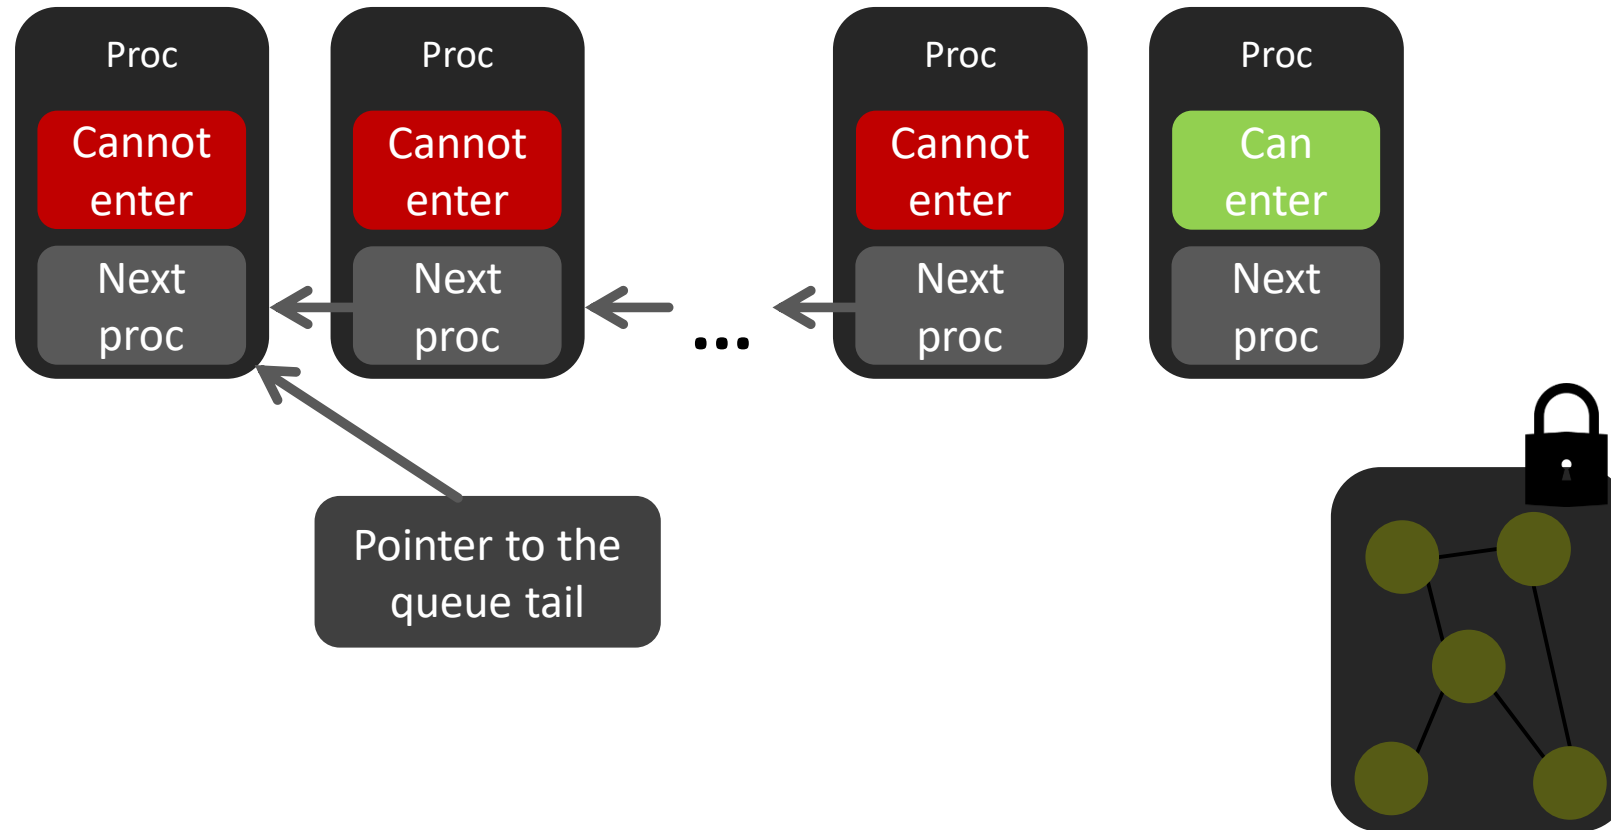 Proc
Cannot
enter
Next
proc
Proc
Cannot
enter
Next
proc
...
Proc
Cannot
enter
Next
proc
Proc
Can
enter
Next
proc
Pointer to the
queue tail